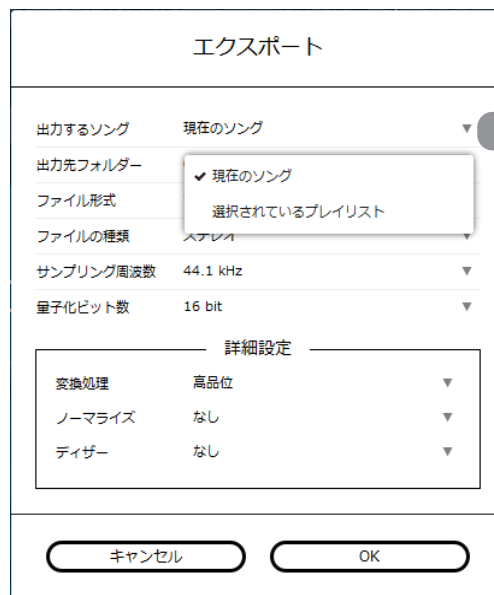 エクスポート
出力するソング 現在のソング
出力先フォルダー
✔ 現在のソング
ファイル形式
選択されているプレイリスト
ファイルの種類 ステレオ
サンプリング周波数 44.1 kHz
量子化ビット数 16 bit
詳細設定
変換処理 高品位
ノーマライズ なし
ディザー なし
キャンセル OK